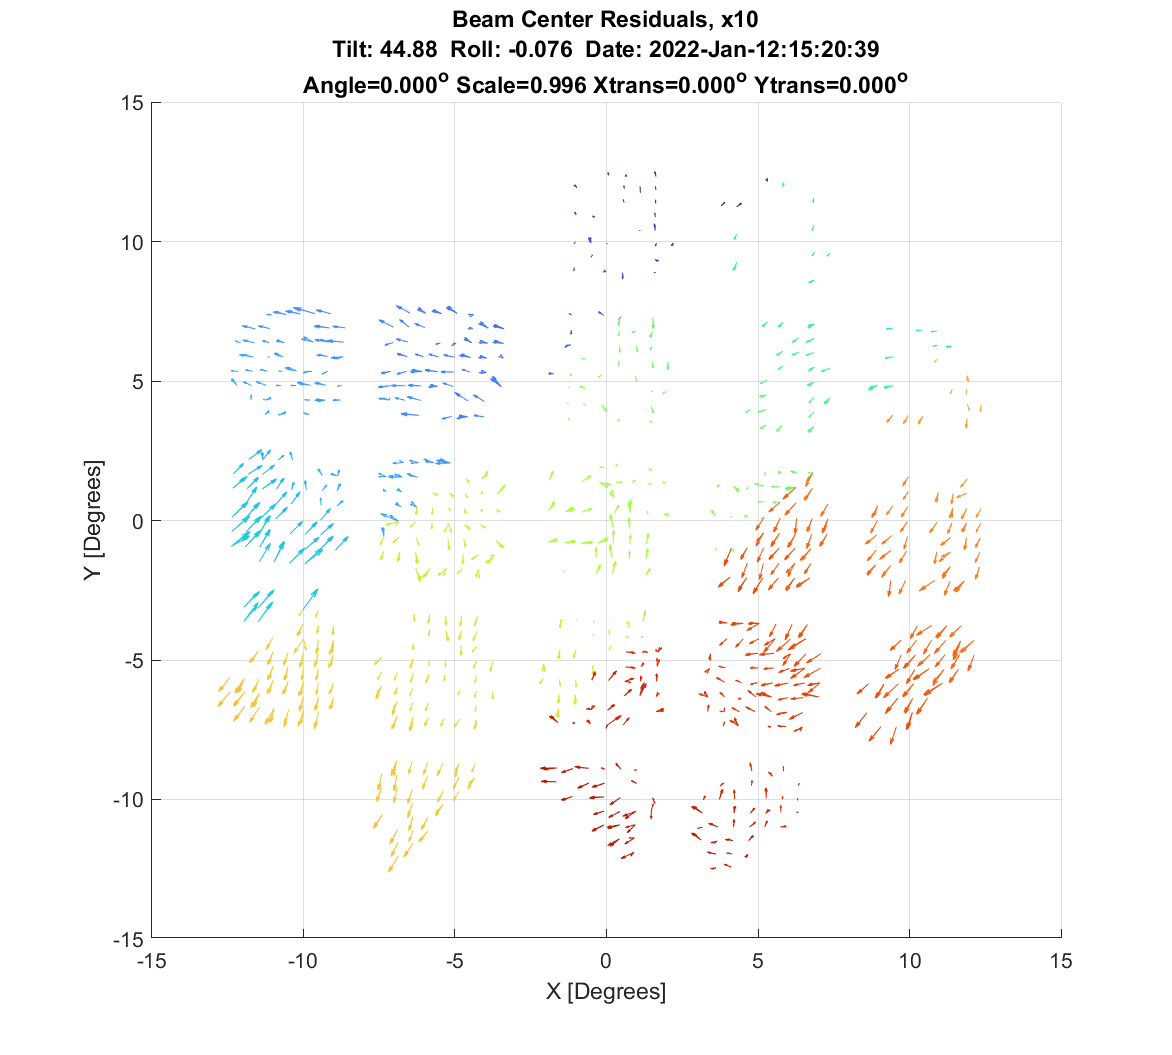 Beam Center Residuals, x10
Tilt: 44.88 Roll: -0.076 Date: 2022-Jan-12:15:20:39
Angle=0.000° Scale=0.996 Xtrans=0.000° Ytrans=0.000°
15
10
5
0
-5
-10
-15
Y [Degrees]
-15 -10 -5 0 5 10 15
X [Degrees]